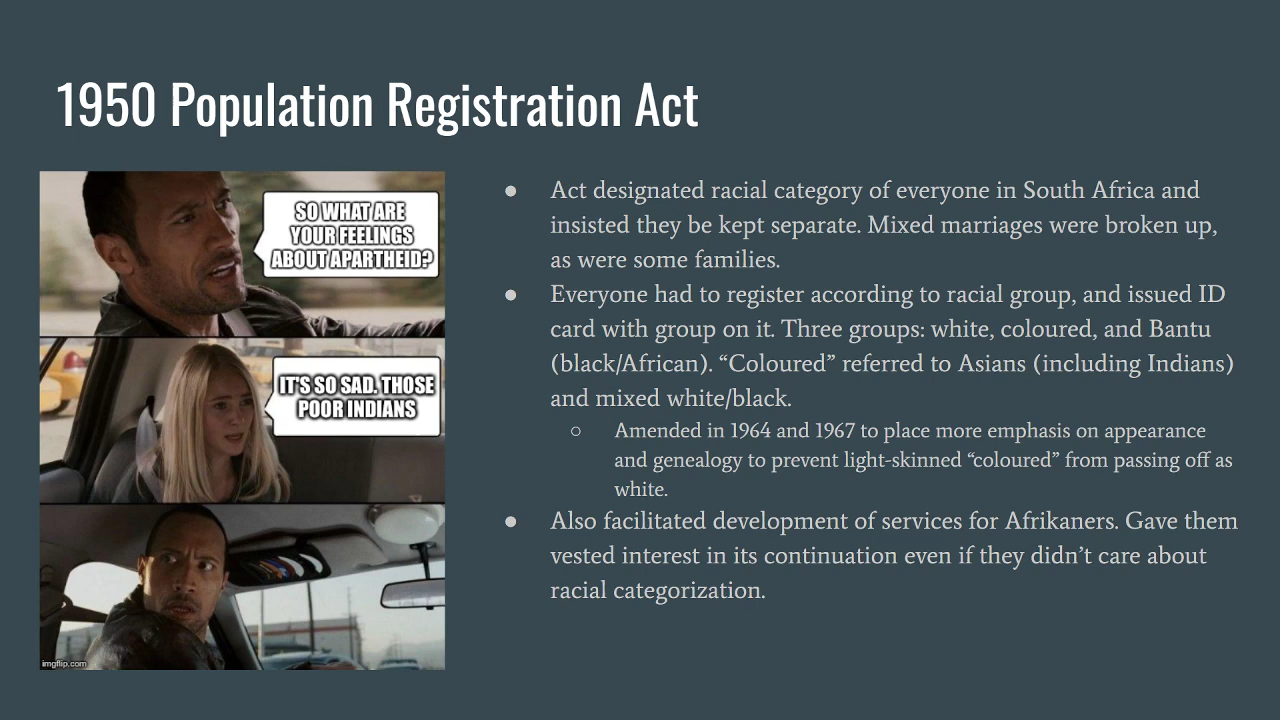 1950 Population Registration Act
SO WHAT ARE
YOUR FEELINGS
ABOUT APARTHEID?
IT'S SO SAD. THOSE
POOR INDIANS
imgflip.com
● Act designated racial category of everyone in South Africa and
insisted they be kept separate. Mixed marriages were broken up,
as were some families.
● Everyone had to register according to racial group, and issued ID
card with group on it. Three groups: white, coloured, and Bantu
(black/African). “Coloured” referred to Asians (including Indians)
and mixed white/black.
○ Amended in 1964 and 1967 to place more emphasis on appearance
and genealogy to prevent light-skinned “coloured” from passing off as
white.
● Also facilitated development of services for Afrikaners. Gave them
vested interest in its continuation even if they didn’t care about
racial categorization.